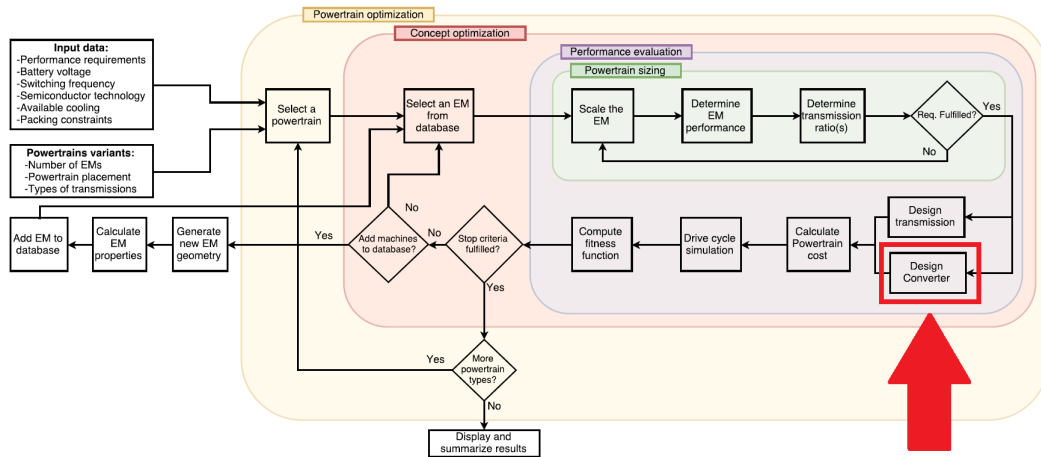 Powertrain optimization
Concept optimization
Performance evaluation
Powertrain sizing
Input data:
-Performance requirements
-Battery voltage
-Switching frequency
-Semiconductor technology
-Available cooling
-Packing constraints
Powertrains variants:
-Number of EMs
-Powertrain placement
-Types of transmissions
Select a
powertrain
Select an EM
from
database
Scale the
EM
Determine
EM
performance
Determine
transmission
ratio(s)
Req. Fulfilled?
Yes
No
Design
transmission
Design
Converter
Calculate
Powertrain
cost
Drive cycle
simulation
Compute
fitness
function
Stop criteria
fulfilled?
No
Yes
Add machines
to database?
No
Yes
Generate
new EM
geometry
Calculate
EM
properties
Add EM to
database
More
powertrain
types?
Yes
No
Display and
summarize results